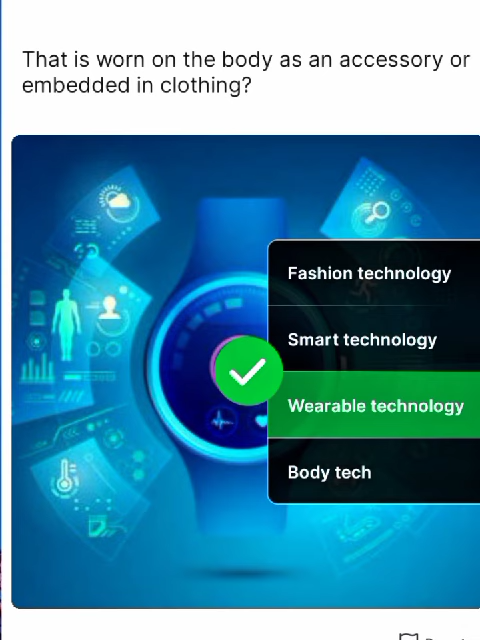 That is worn on the body as an accessory or
embedded in clothing?
Fashion technology
Smart technology
Wearable technology
Body tech